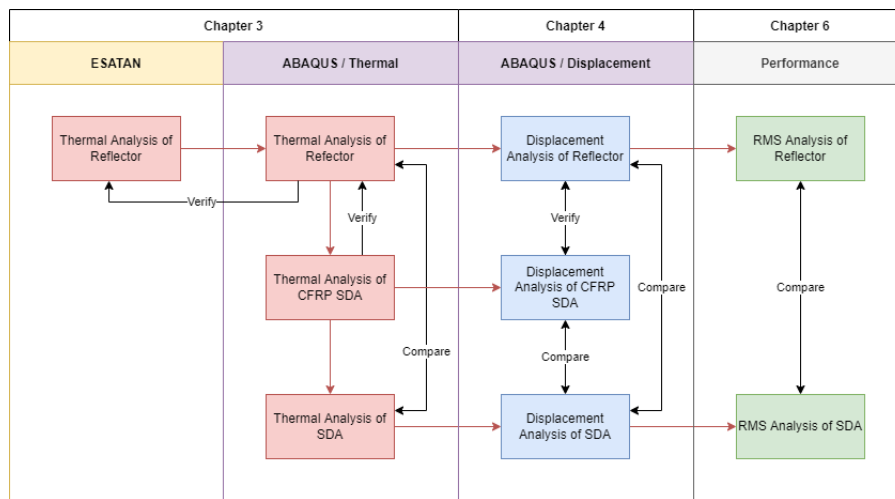 Chapter 3
Chapter 4
Chapter 6
ESATAN
ABAQUS / Thermal
ABAQUS / Displacement
Performance
Thermal Analysis of
Reflector
Thermal Analysis of
Refector
Displacement
Analysis of Reflector
RMS Analysis of
Reflector
Verify
Verify
Verify
Thermal Analysis of
CFRP SDA
Displacement
Analysis of CFRP
SDA
Compare
Compare
Compare
Compare
Thermal Analysis of
SDA
Displacement
Analysis of SDA
RMS Analysis of SDA